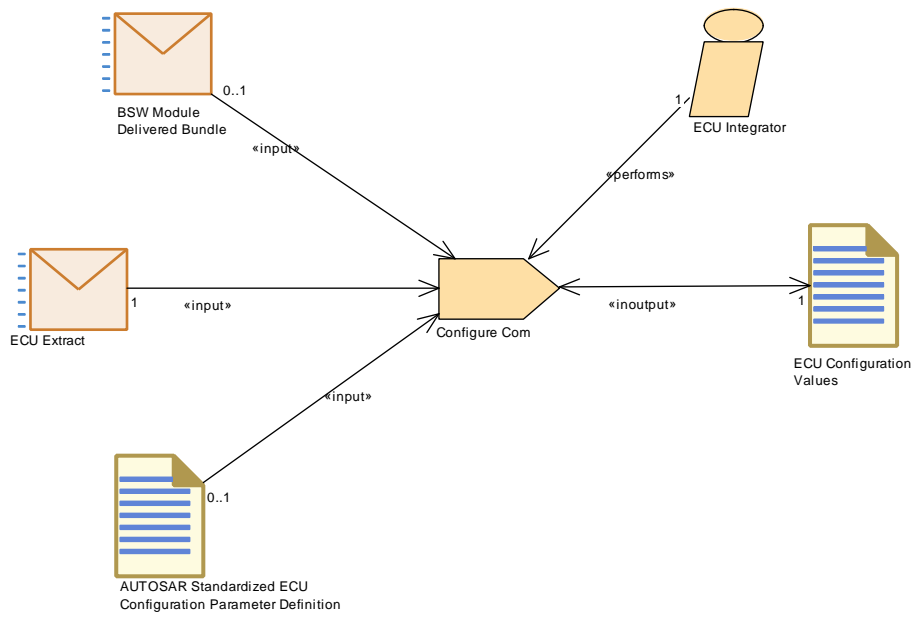 0..1
BSW Module
Delivered Bundle
«input»
1
ECU Integrator
«performs»
1
ECU Extract
«input»
Configure Com
«inoutput»
1
ECU Configuration
Values
«input»
0..1
AUTOSAR Standardized ECU
Configuration Parameter Definition